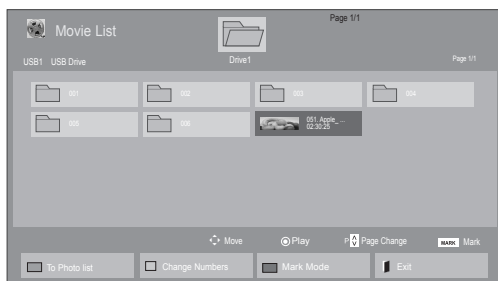 Page 1/1
Movie List
USB1 USB Drive
Drive1
Page 1/1
001
002
003
004
005
006
051. Apple_ ...
02:30:25
Move
Play
P Page Change
MARK Mark
To Photo list
Change Numbers
Mark Mode
Exit